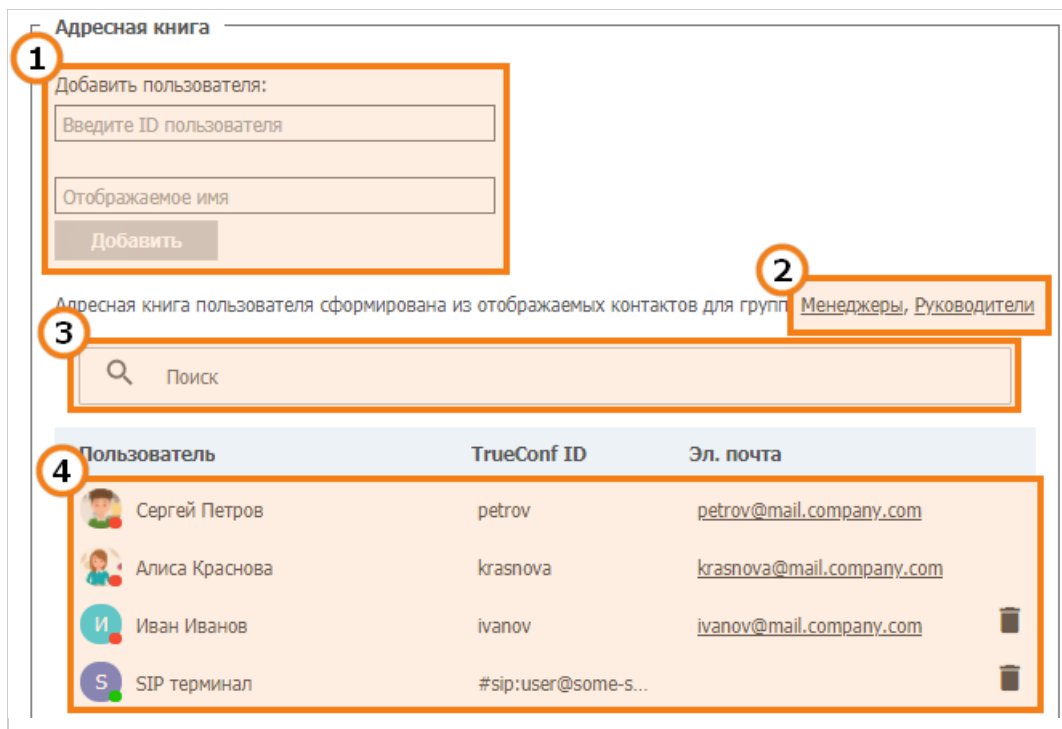 Адресная книга
1
Добавить пользователя:
Введите ID пользователя
Отображаемое имя
Добавить
2
Адресная книга пользователя сформирована из отображаемых контактов для групп Менеджеры, Руководители
3
Поиск
Пользователь TrueConf ID Эл. почта
4
Сергей Петров petrov petrov@mail.company.com
Алиса Краснова krasnova krasnova@mail.company.com
И Иван Иванов ivanov ivanov@mail.company.com
S SIP терминал #sip:user@some-s...